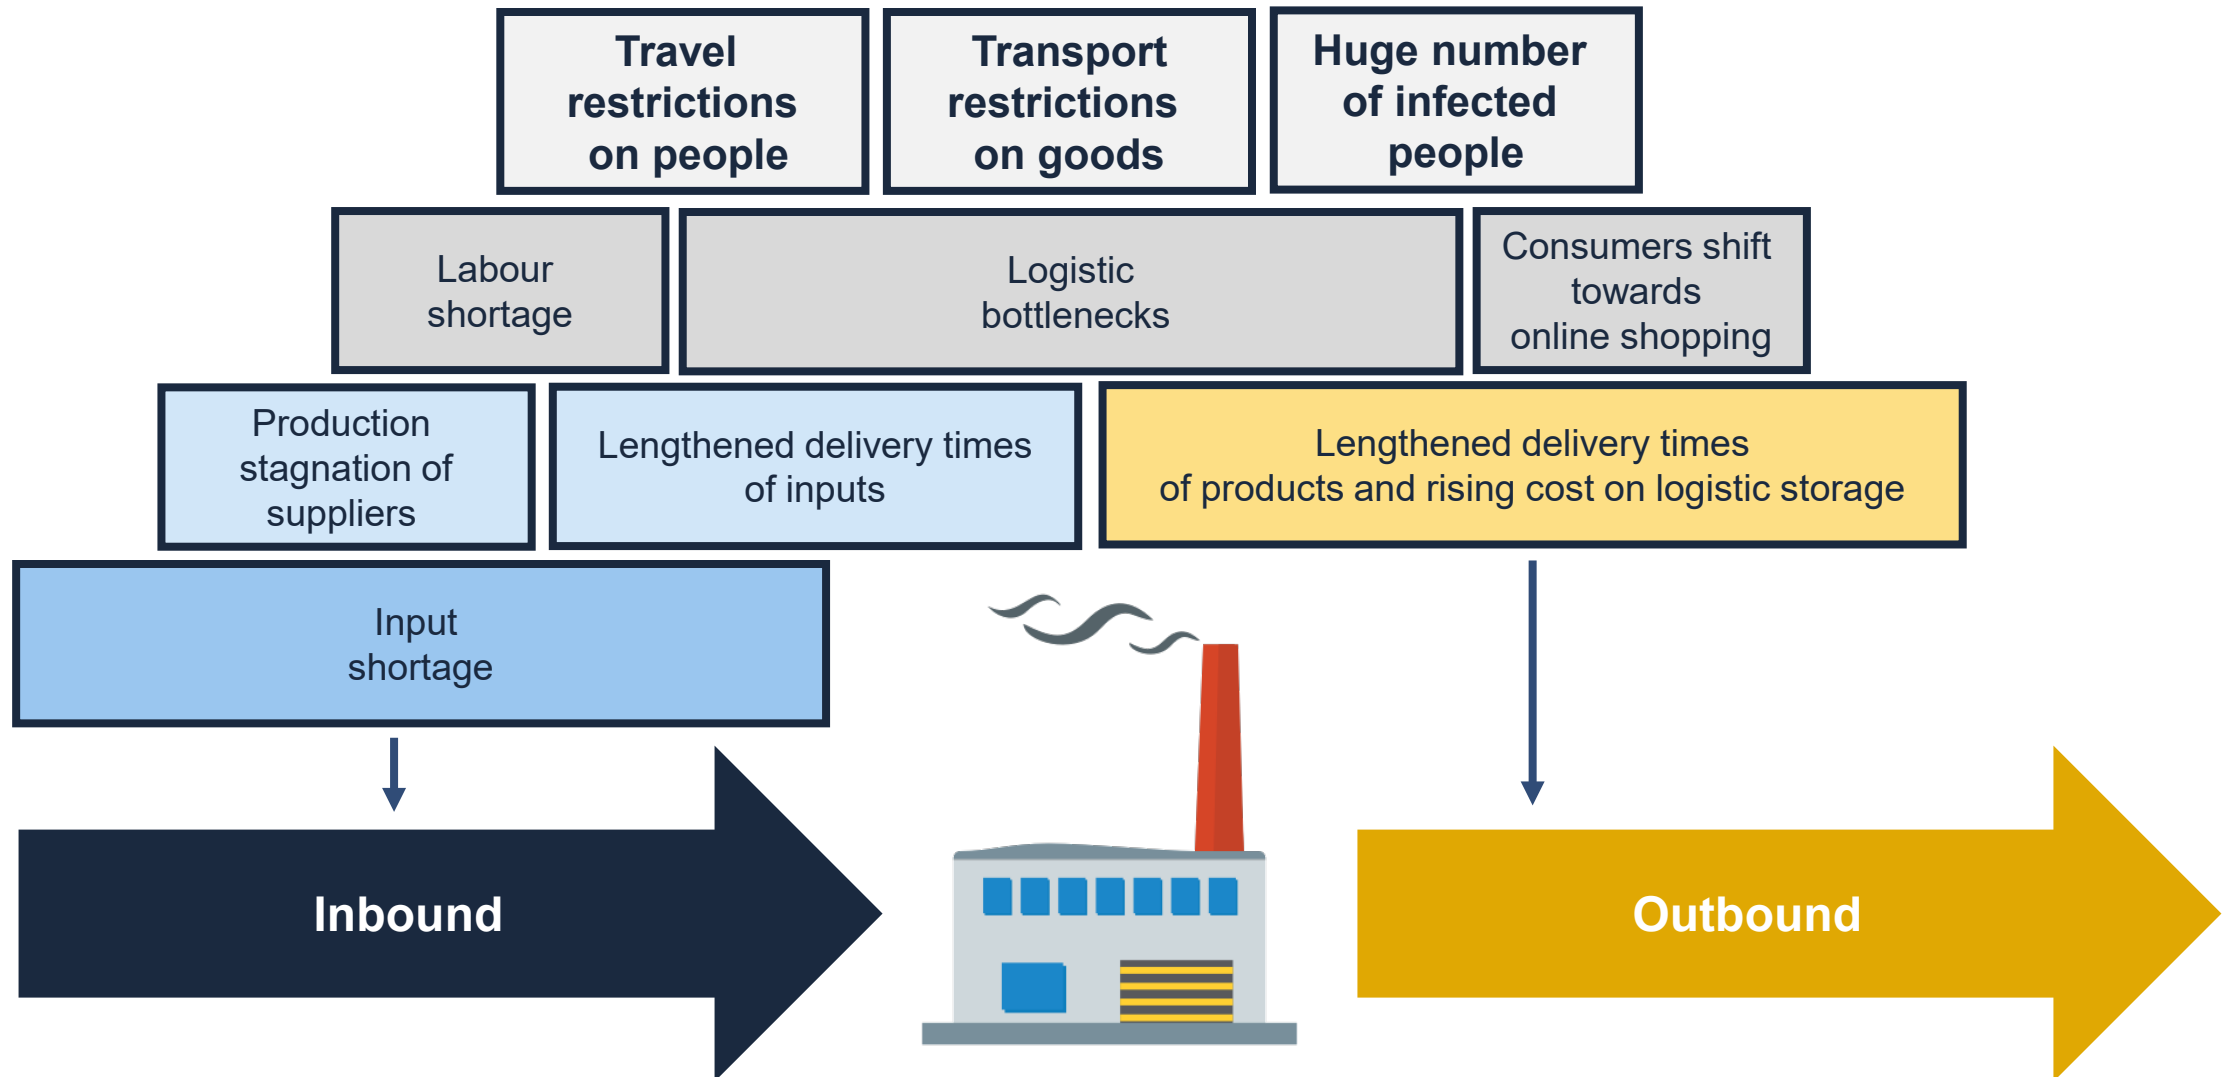 Travel
restrictions
on people
Transport
restrictions
on goods
Huge number
of infected
people
Labour
shortage
Logistic
bottlenecks
Consumers shift
towards
online shopping
Production
stagnation of
suppliers
Lengthened delivery times
of inputs
Lengthened delivery times
of products and rising cost on logistic storage
Input
shortage
Inbound
Outbound